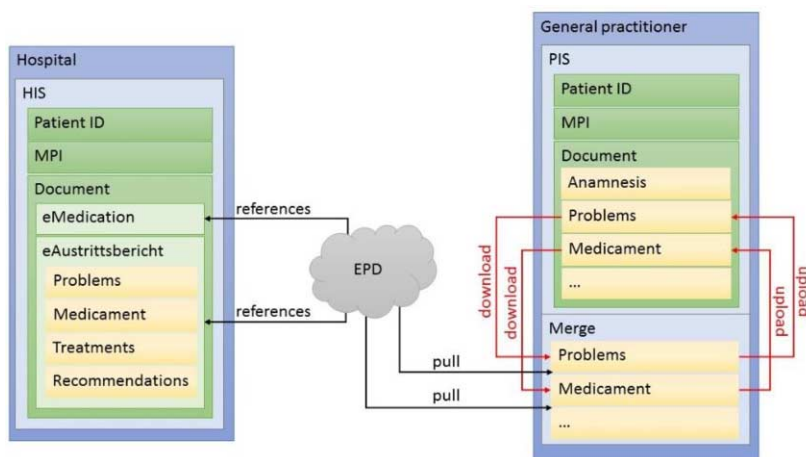 Hospital
HIS
Patient ID
MPI
Document
eMedication
eAustrittsbericht
Problems
Medicament
Treatments
Recommendations
references
references
EPD
pull
pull
General practitioner
PIS
Patient ID
MPI
Document
Anamnesis
Problems
Medicament
...
download
download
upload
upload
Merge
Problems
Medicament
...